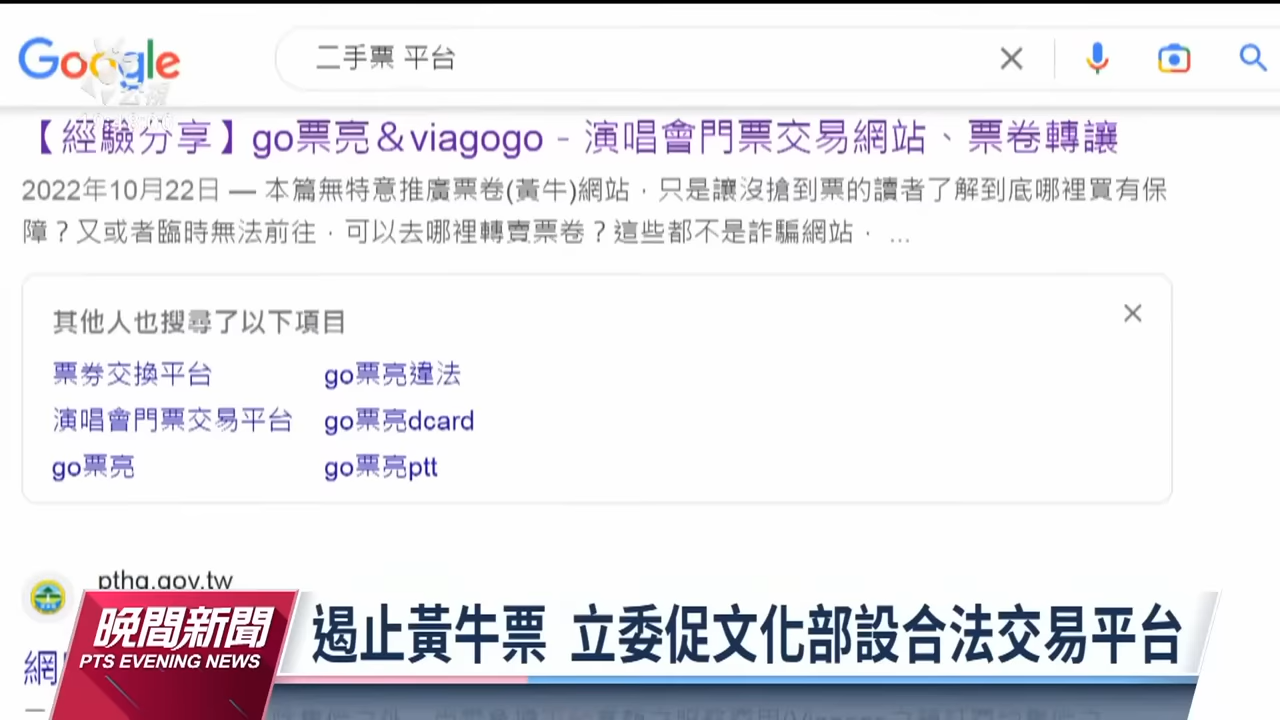 Google
二手票 平台
【經驗分享】go票亮＆viagogo - 演唱會門票交易網站、票卷轉讓
2022年10月22日 — 本篇無特意推廣票卷(黃牛)網站，只是讓沒搶到票的讀者了解到底哪裡買有保
障？又或者臨時無法前往，可以去哪裡轉賣票卷？這些都不是詐騙網站， ...
其他人也搜尋了以下項目
票券交換平台
go票亮違法
演唱會門票交易平台
go票亮dcard
go票亮
go票亮ptt
pthg.gov.tw
晚間新聞
PTS EVENING NEWS
遏止黃牛票 立委促文化部設合法交易平台
網